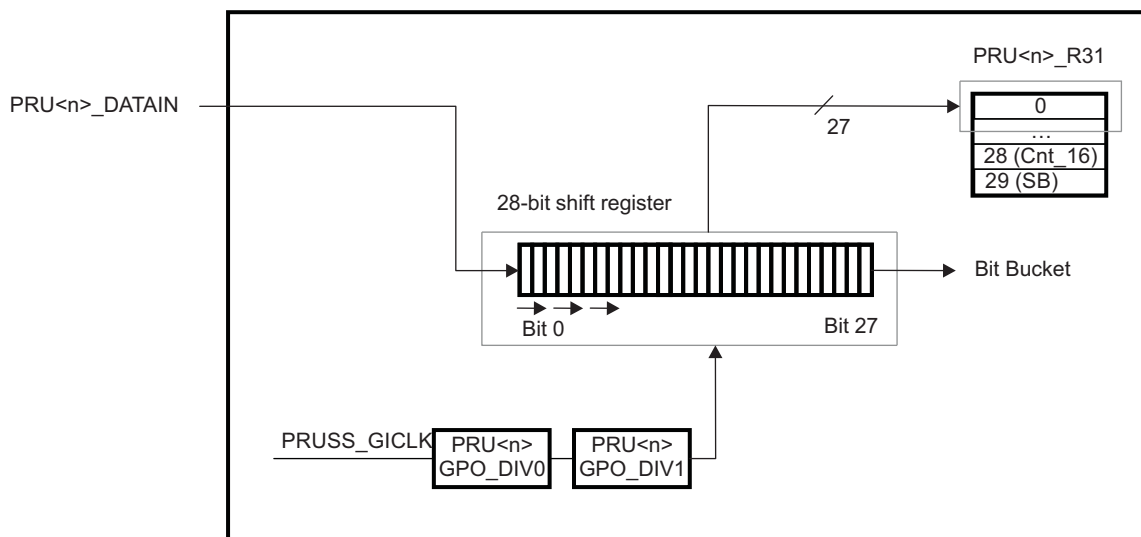 PRU<n>_R31
PRU<n>_DATAIN
0
27
...
28 (Cnt_16)
29 (SB)
28-bit shift register
Bit Bucket
Bit 0
Bit 27
PRUSS_GICLK
PRU<n>
GPO_DIV0
PRU<n>
GPO_DIV1